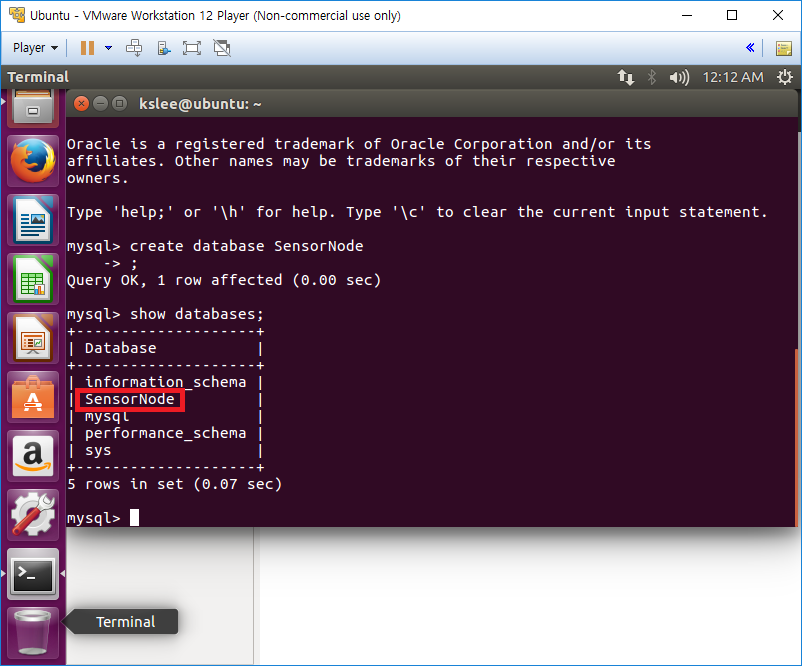 Ubuntu - VMware Workstation 12 Player (Non-commercial use only)
Player
Terminal
12:12 AM
kslee@ubuntu: ~
Oracle is a registered trademark of Oracle Corporation and/or its
affiliates. Other names may be trademarks of their respective
owners.
Type 'help;' or '\h' for help. Type '\c' to clear the current input statement.
mysql> create database SensorNode
    -> ;
Query OK, 1 row affected (0.00 sec)
mysql> show databases;
+--------------------+
| Database           |
+--------------------+
| information_schema |
| SensorNode         |
| mysql              |
| performance_schema |
| sys                |
+--------------------+
5 rows in set (0.07 sec)
mysql>
Terminal